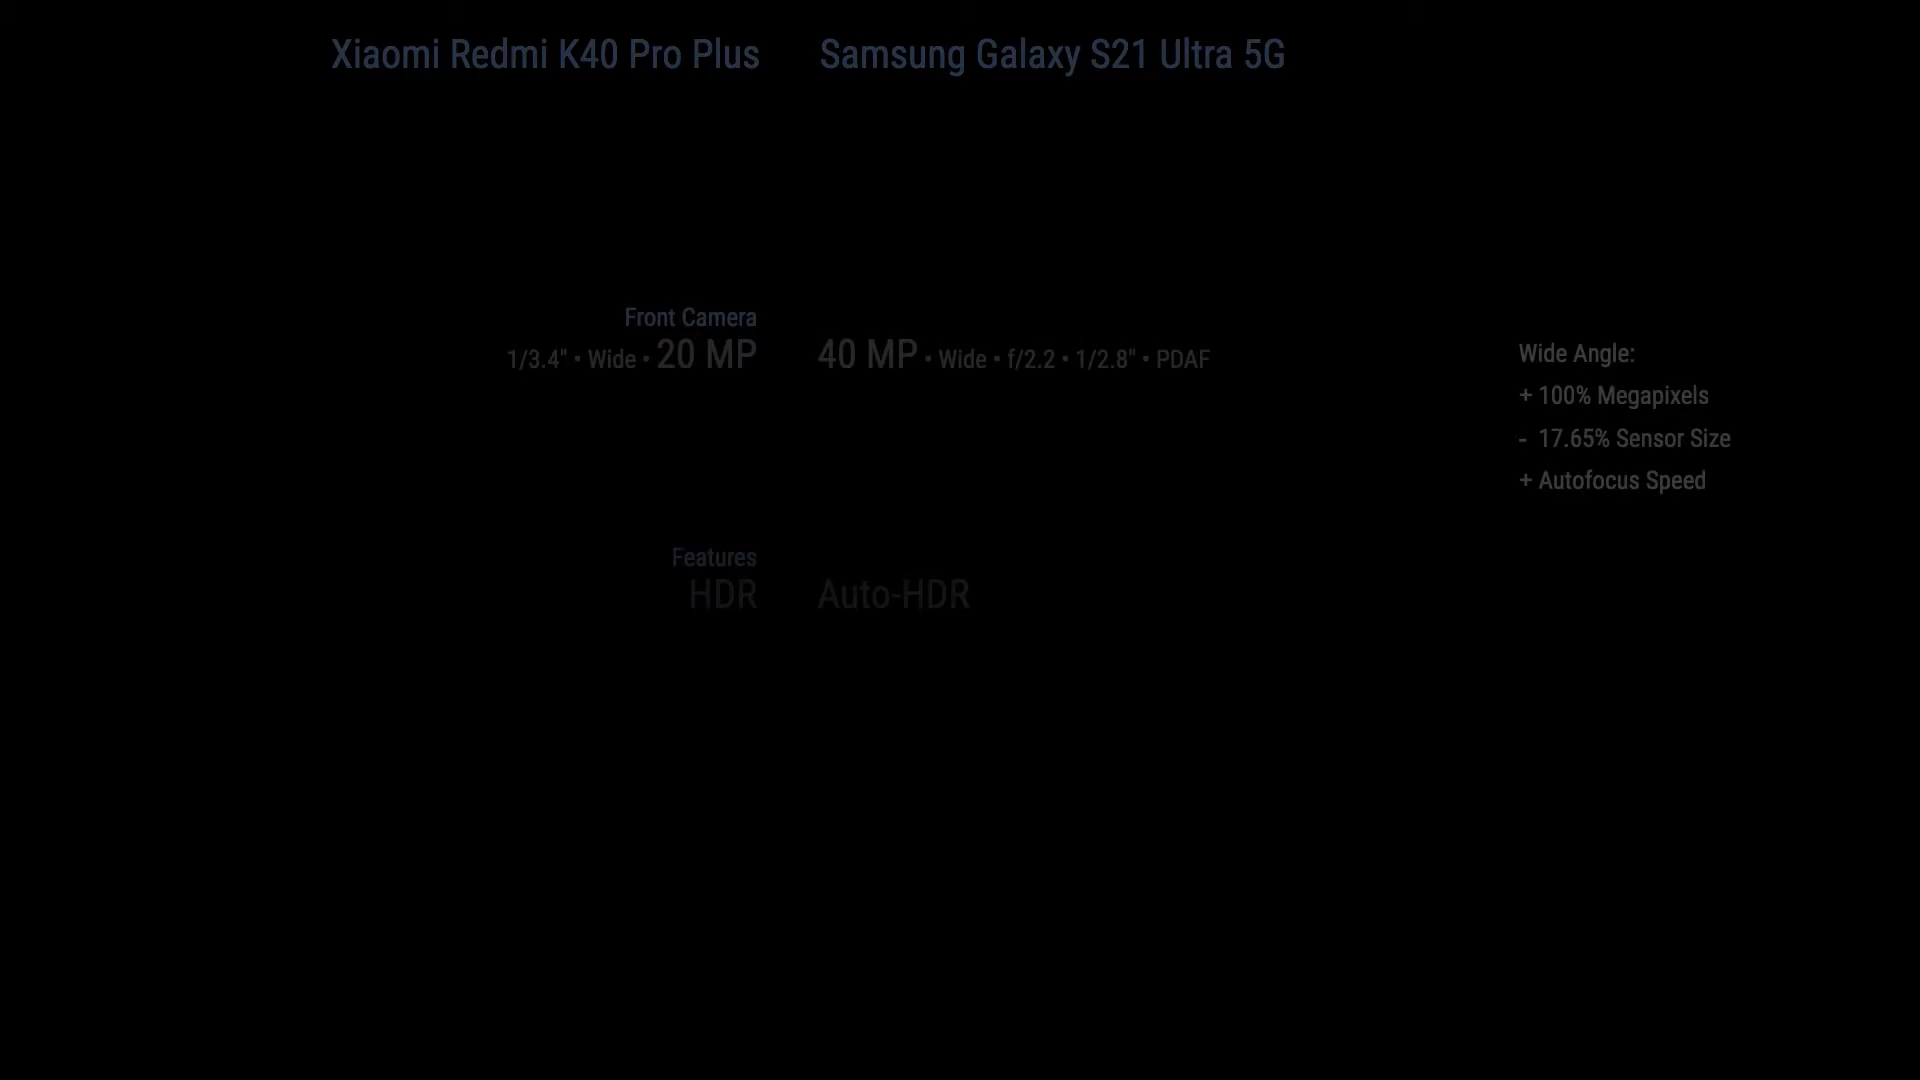 Xiaomi Redmi K40 Pro Plus Samsung Galaxy S21 Ultra 5G
Front Camera
1/3.4" • Wide • 20 MP 40 MP • Wide • f/2.2 • 1/2.8" • PDAF
Wide Angle:
+ 100% Megapixels
- 17.65% Sensor Size
+ Autofocus Speed
Features
HDR Auto-HDR